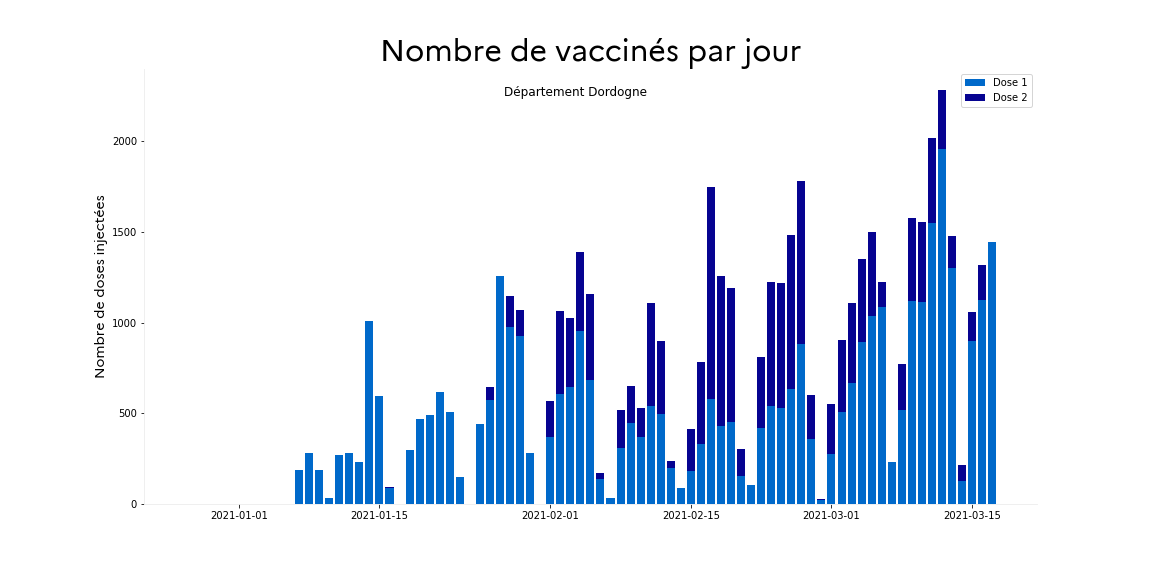 Nombre de vaccinés par jour
Département Dordogne
Dose 1
Dose 2
Nombre de doses injectées
2000
1500
1000
500
0
2021-01-01
2021-01-15
2021-02-01
2021-02-15
2021-03-01
2021-03-15